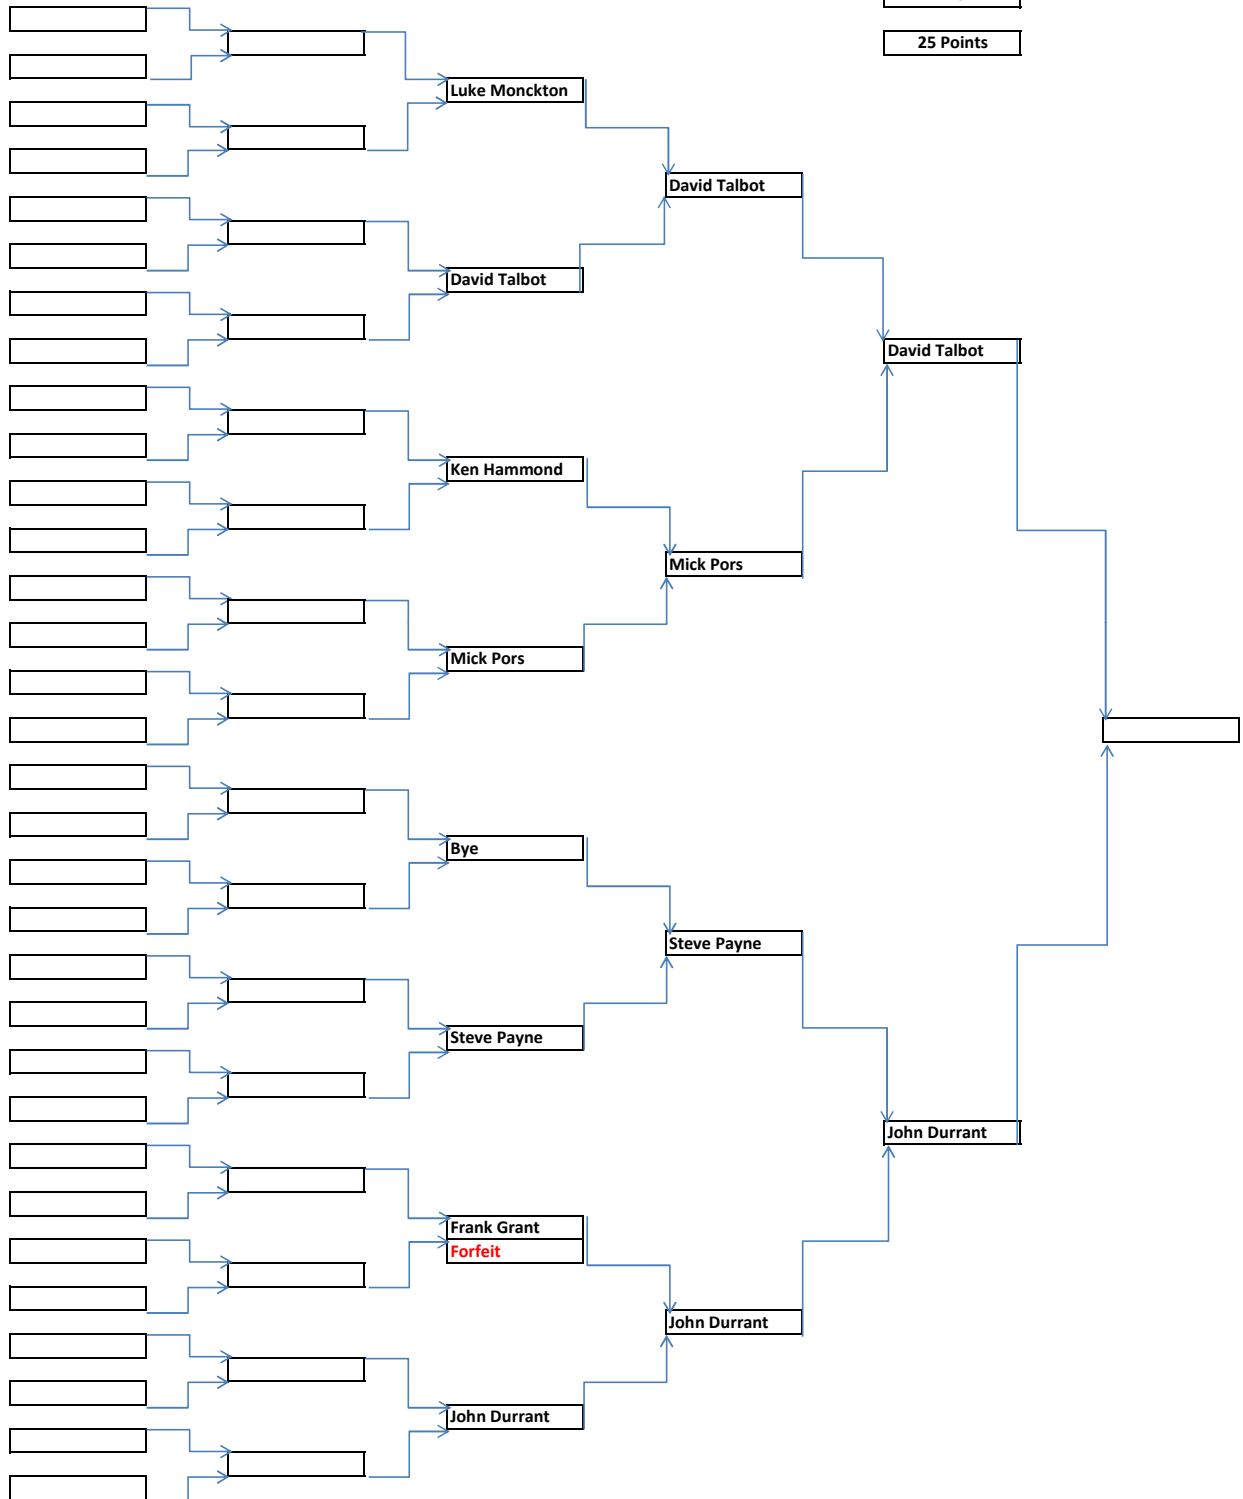 25 Points
Luke Monckton
David Talbot
David Talbot
David Talbot
Ken Hammond
Mick Pors
Mick Pors
Bye
Steve Payne
Steve Payne
John Durrant
Frank Grant
Forfeit
John Durrant
John Durrant